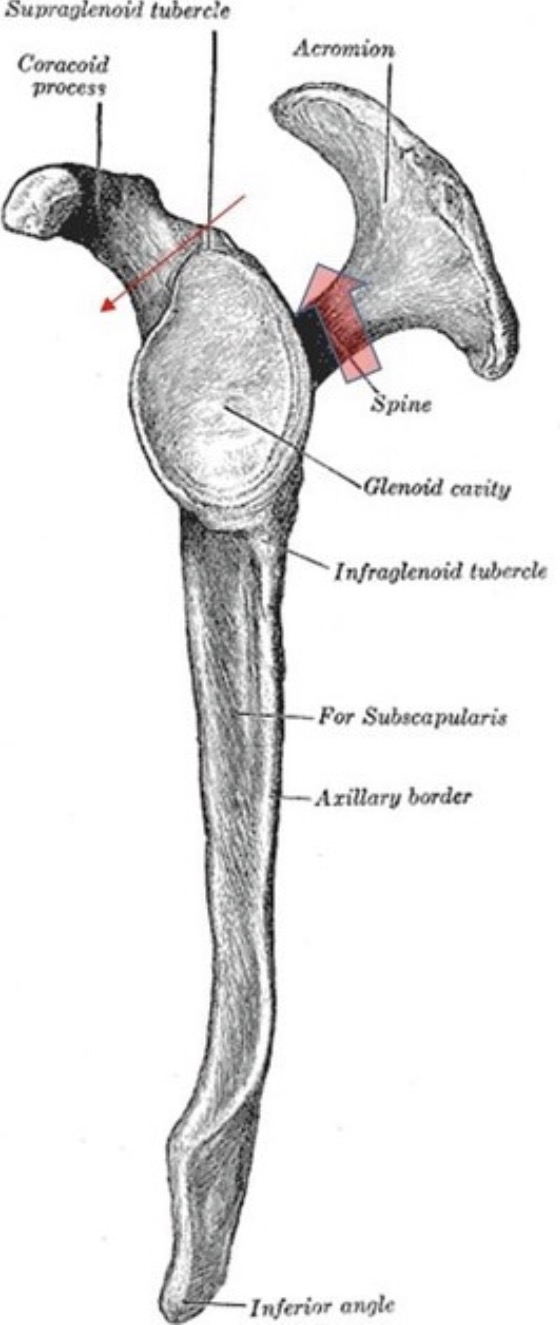 Supraglenoid tubercle
Coracoid
process
Acromion
Spine
Glenoid cavity
Infraglenoid tubercle
For Subscapularis
Axillary border
Inferior angle